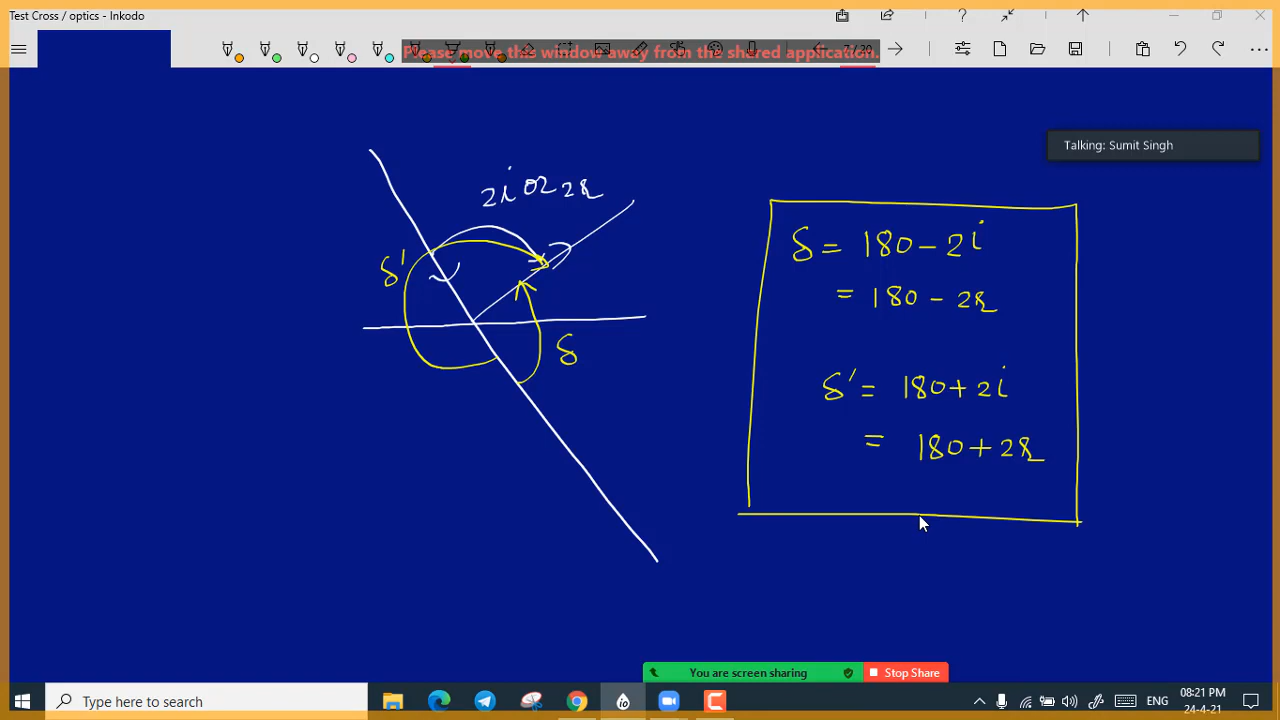 Test Cross / optics - Inkodo
Please move this window away from the shared application.
7 / 20
Talking: Sumit Singh
2i or 2r
δ'
δ
δ = 180 - 2i
= 180 - 2r
δ' = 180 + 2i
= 180 + 2r
You are screen sharing
Stop Share
Type here to search
ENG
08:21 PM
24-4-21